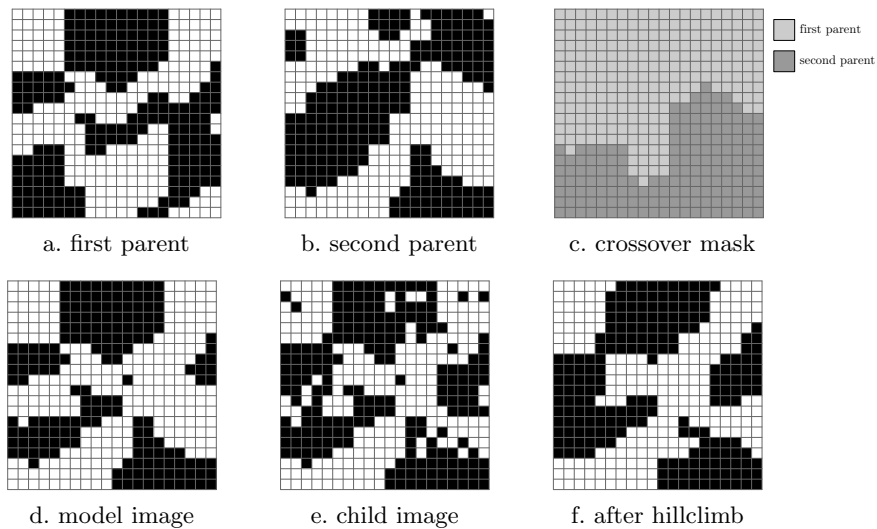 first parent
second parent
a. first parent
b. second parent
c. crossover mask
d. model image
e. child image
f. after hillclimb